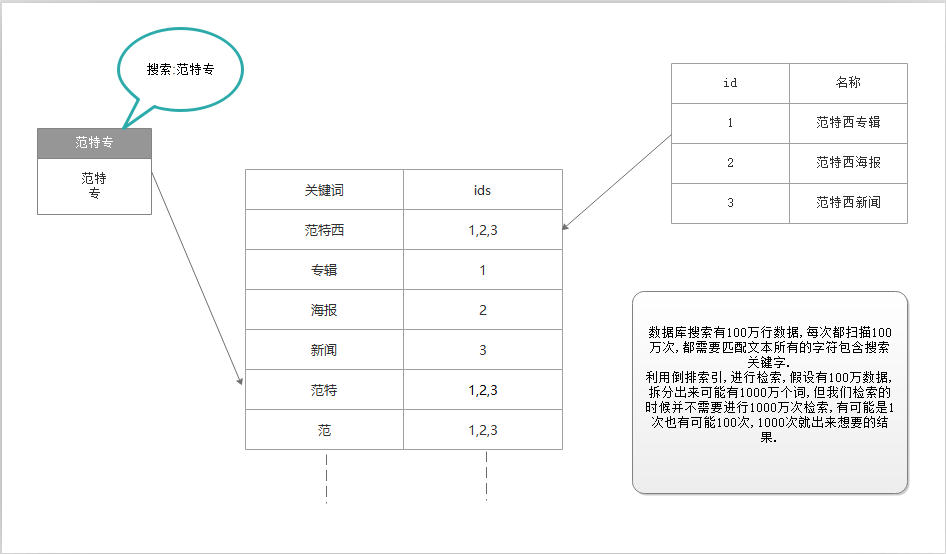 搜索:范特专
范特专
范特
专
id 名称
1 范特西专辑
2 范特西海报
3 范特西新闻
关键词 ids
范特西 1,2,3
专辑 1
海报 2
新闻 3
范特 1,2,3
范 1,2,3
数据库搜索有100万行数据,每次都扫描100
万次,都需要匹配文本所有的字符包含搜索
关键字.
利用倒排索引,进行检索,假设有100万数据,
拆分出来可能有1000万个词,但我们检索的
时候并不需要进行1000万次检索,有可能是1
次也有可能100次,1000次就出来想要的结
果.